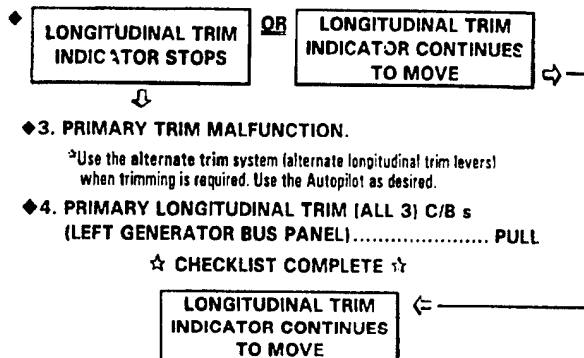 LONGITUDINAL TRIM
INDICATOR STOPS
OR
LONGITUDINAL TRIM
INDICATOR CONTINUES
TO MOVE
◆3. PRIMARY TRIM MALFUNCTION.
Use the alternate trim system (alternate longitudinal trim levers)
when trimming is required. Use the Autopilot as desired.
◆4. PRIMARY LONGITUDINAL TRIM (ALL 3) C/B s
(LEFT GENERATOR BUS PANEL)...................... PULL
☆ CHECKLIST COMPLETE ☆
LONGITUDINAL TRIM
INDICATOR CONTINUES
TO MOVE